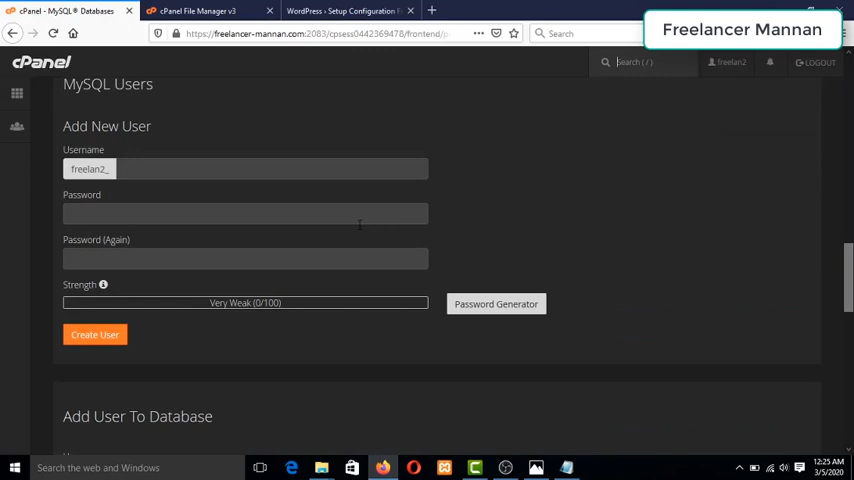 cPanel - MySQL® Databases
cPanel File Manager v3
WordPress › Setup Configuration F
https://freelancer-mannan.com:2083/cpsess0442369478/frontend/p
Search
Freelancer Mannan
cPanel
Search ( / )
freelan2
LOGOUT
MySQL Users
Add New User
Username
freelan2_
Password
Password (Again)
Strength
Very Weak (0/100)
Password Generator
Create User
Add User To Database
Search the web and Windows
12:25 AM
3/5/2020